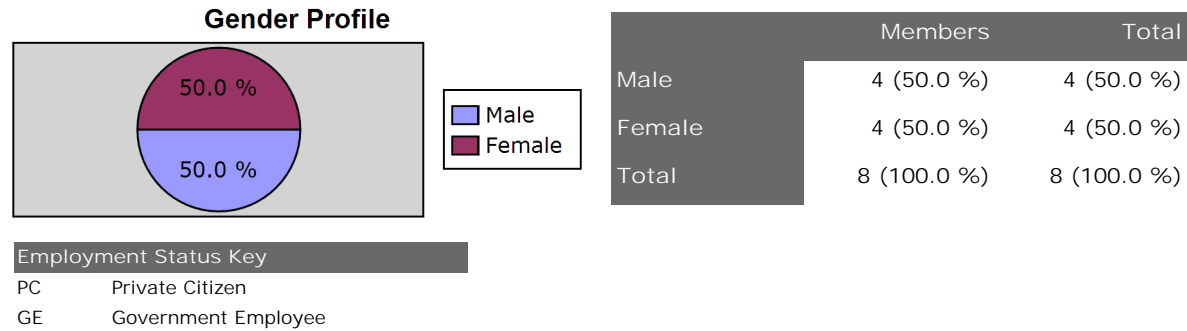 Gender Profile
50.0 %
50.0 %
Male
Female
Members Total
Male 4 (50.0 %) 4 (50.0 %)
Female 4 (50.0 %) 4 (50.0 %)
Total 8 (100.0 %) 8 (100.0 %)
Employment Status Key
PC Private Citizen
GE Government Employee